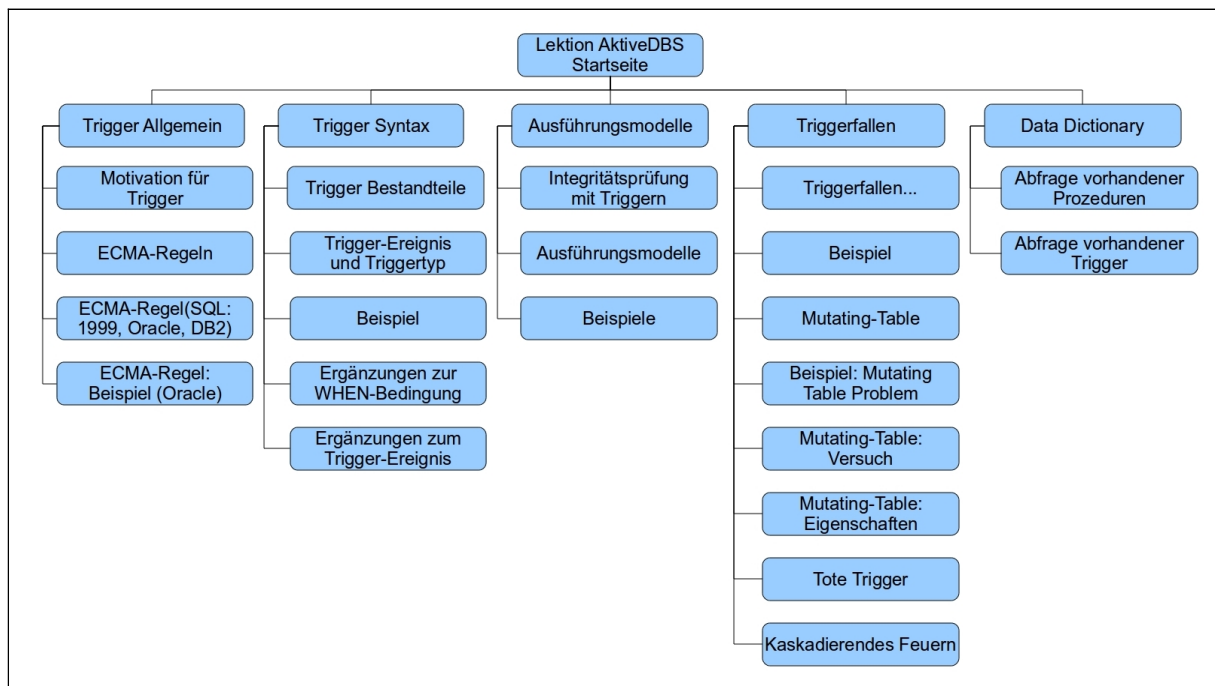 Lektion AktiveDBS
Startseite
Trigger Allgemein
Motivation für
Trigger
ECMA-Regeln
ECMA-Regel(SQL:
1999, Oracle, DB2)
ECMA-Regel:
Beispiel (Oracle)
Trigger Syntax
Trigger Bestandteile
Trigger-Ereignis
und Triggertyp
Beispiel
Ergänzungen zur
WHEN-Bedingung
Ergänzungen zum
Trigger-Ereignis
Ausführungsmodelle
Integritätsprüfung
mit Triggern
Ausführungsmodelle
Beispiele
Triggerfallen
Triggerfallen...
Beispiel
Mutating-Table
Beispiel: Mutating
Table Problem
Mutating-Table:
Versuch
Mutating-Table:
Eigenschaften
Tote Trigger
Kaskadierendes Feuern
Data Dictionary
Abfrage vorhandener
Prozeduren
Abfrage vorhandener
Trigger